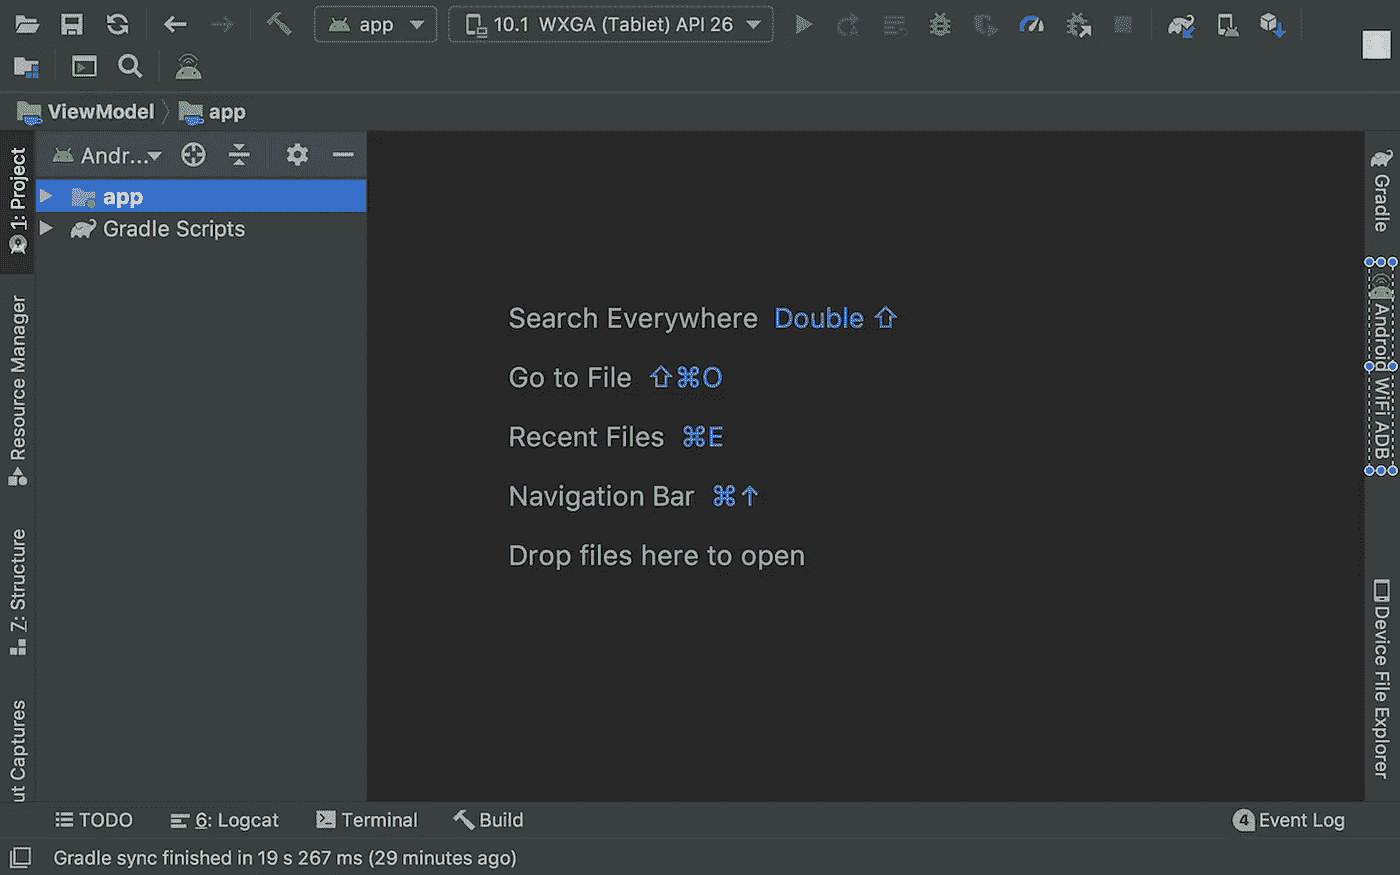 app
10.1 WXGA (Tablet) API 26
ViewModel
app
Andr...
1: Project
app
Gradle Scripts
Resource Manager
Z: Structure
ut Captures
Search Everywhere Double ⇧
Go to File ⇧⌘O
Recent Files ⌘E
Navigation Bar ⌘↑
Drop files here to open
Gradle
Android WiFi ADB
Device File Explorer
TODO
6: Logcat
Terminal
Build
4 Event Log
Gradle sync finished in 19 s 267 ms (29 minutes ago)